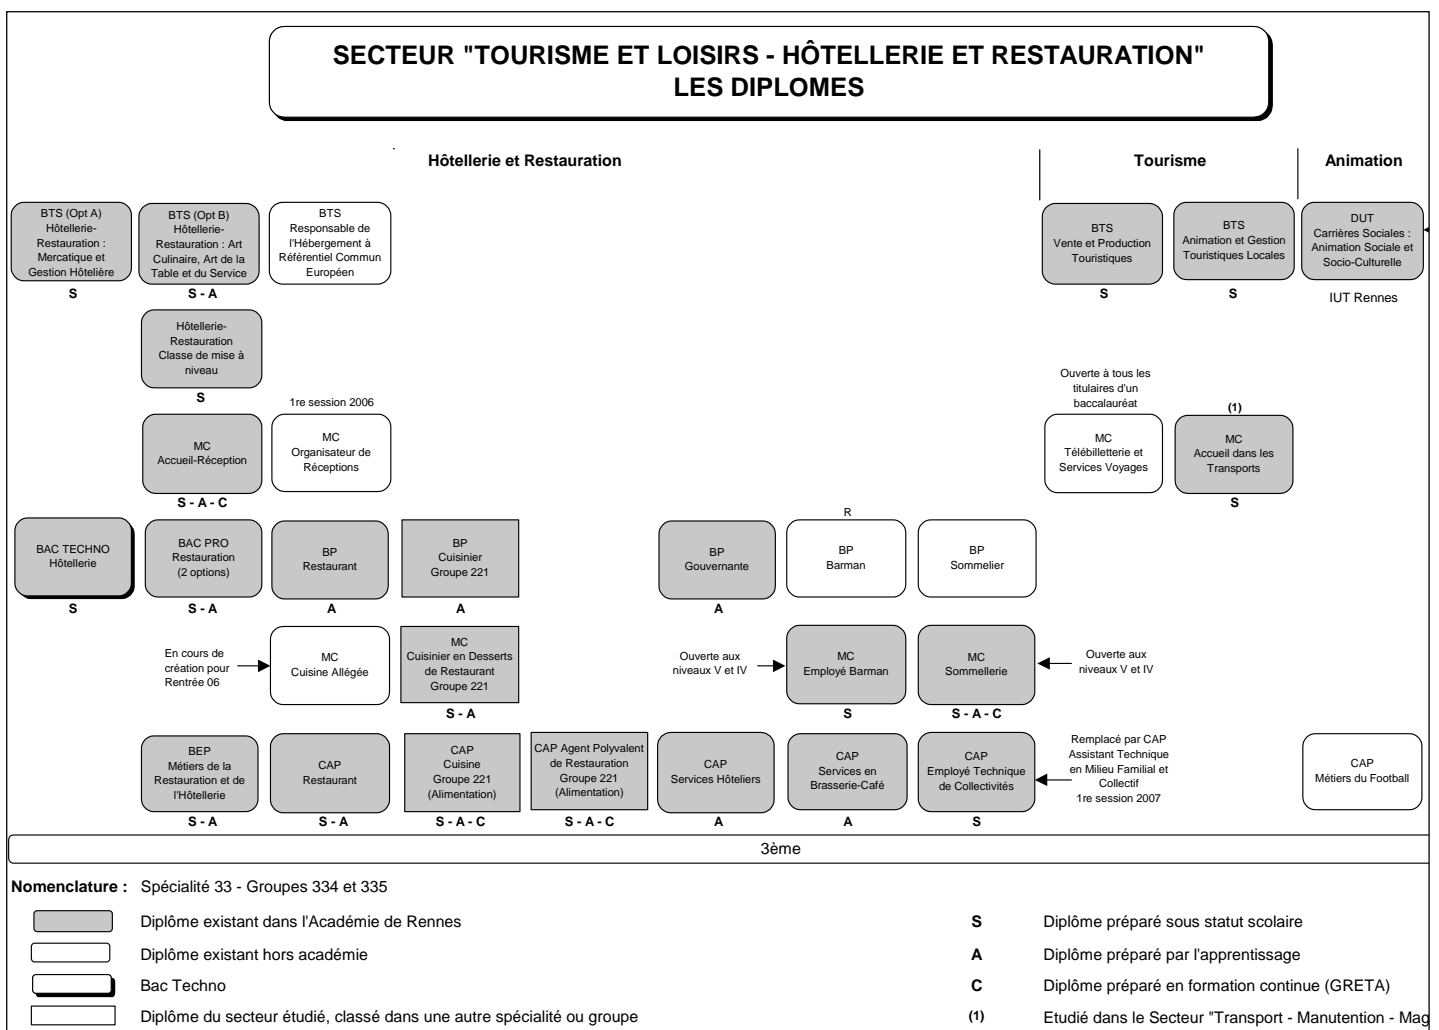 SECTEUR "TOURISME ET LOISIRS - HÔTELLERIE ET RESTAURATION"
LES DIPLOMES
Hôtellerie et Restauration
Tourisme
Animation
BTS (Opt A)
Hôtellerie-
Restauration :
Mercatique et
Gestion Hôtelière
S
BTS (Opt B)
Hôtellerie-
Restauration : Art
Culinaire, Art de la
Table et du Service
S - A
BTS
Responsable de
l'Hébergement à
Référentiel Commun
Européen
BTS
Vente et Production
Touristiques
S
BTS
Animation et Gestion
Touristiques Locales
S
DUT
Carrières Sociales :
Animation Sociale et
Socio-Culturelle
IUT Rennes
Hôtellerie-
Restauration
Classe de mise à
niveau
S
MC
Accueil-Réception
S - A - C
1re session 2006
MC
Organisateur de
Réceptions
Ouverte à tous les
titulaires d'un
baccalauréat
MC
Télébilletterie et
Services Voyages
(1)
MC
Accueil dans les
Transports
S
BAC TECHNO
Hôtellerie
S
BAC PRO
Restauration
(2 options)
S - A
BP
Restaurant
A
BP
Cuisinier
Groupe 221
A
BP
Gouvernante
A
R
BP
Barman
BP
Sommelier
En cours de
création pour
Rentrée 06
MC
Cuisine Allégée
MC
Cuisinier en Desserts
de Restaurant
Groupe 221
S - A
Ouverte aux
niveaux V et IV
MC
Employé Barman
S
MC
Sommellerie
S - A - C
Ouverte aux
niveaux V et IV
BEP
Métiers de la
Restauration et de
l'Hôtellerie
S - A
CAP
Restaurant
S - A
CAP
Cuisine
Groupe 221
(Alimentation)
S - A - C
CAP Agent Polyvalent
de Restauration
Groupe 221
(Alimentation)
S - A - C
CAP
Services Hôteliers
A
CAP
Services en
Brasserie-Café
A
CAP
Employé Technique
de Collectivités
S
Remplacé par CAP
Assistant Technique
en Milieu Familial et
Collectif
1re session 2007
CAP
Métiers du Football
3ème
Nomenclature : Spécialité 33 - Groupes 334 et 335
Diplôme existant dans l'Académie de Rennes
Diplôme existant hors académie
Bac Techno
Diplôme du secteur étudié, classé dans une autre spécialité ou groupe
S Diplôme préparé sous statut scolaire
A Diplôme préparé par l'apprentissage
C Diplôme préparé en formation continue (GRETA)
(1) Etudié dans le Secteur "Transport - Manutention - Mag